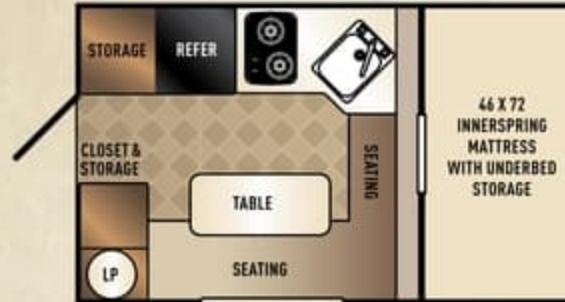 STORAGE
REFER
46 X 72
INNERSPRING
MATTRESS
WITH UNDERBED
STORAGE
CLOSET &
STORAGE
SEATING
TABLE
LP
SEATING